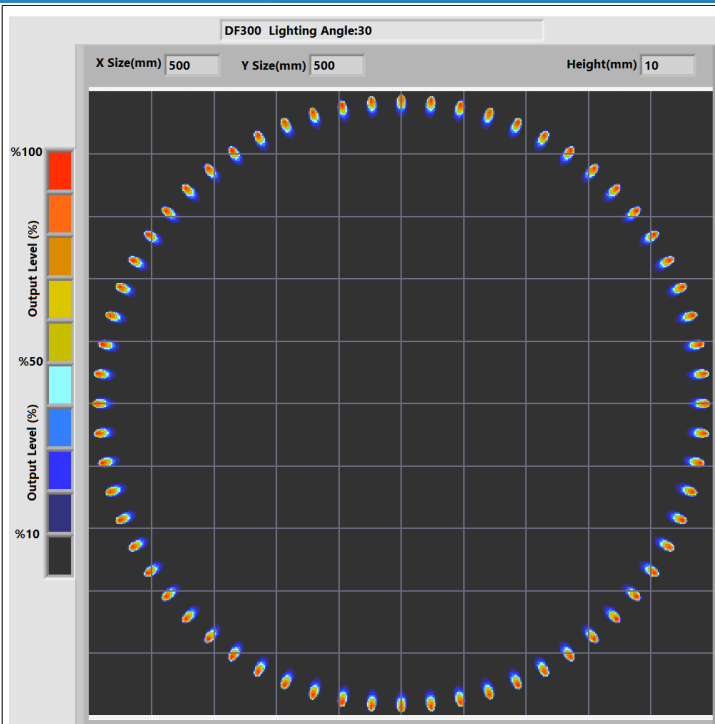 DF300 Lighting Angle:30
X Size(mm) 500 Y Size(mm) 500 Height(mm) 10
%100
Output Level (%)
%50
Output Level (%)
%10